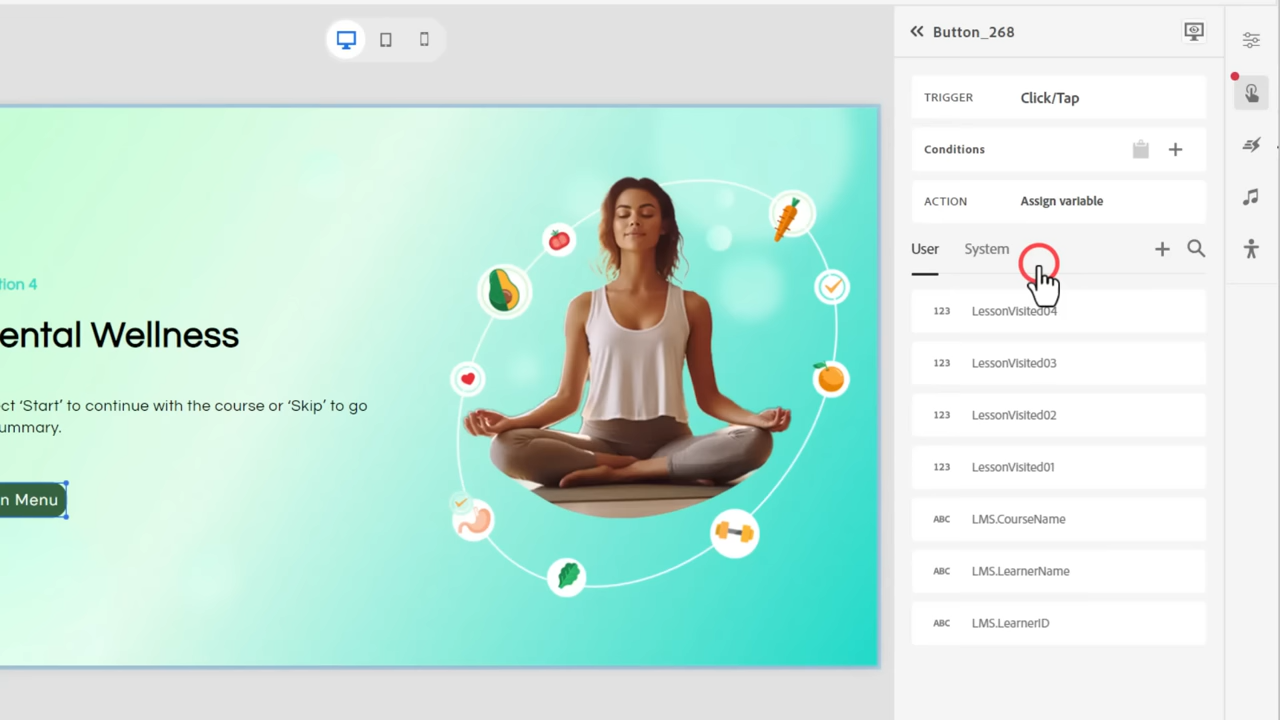 Button_268
TRIGGER Click/Tap
Conditions
ACTION Assign variable
User System
123 LessonVisited04
123 LessonVisited03
123 LessonVisited02
123 LessonVisited01
ABC LMS.CourseName
ABC LMS.LearnerName
ABC LMS.LearnerID
tion 4
ental Wellness
ct ‘Start’ to continue with the course or ‘Skip’ to go
ummary.
n Menu